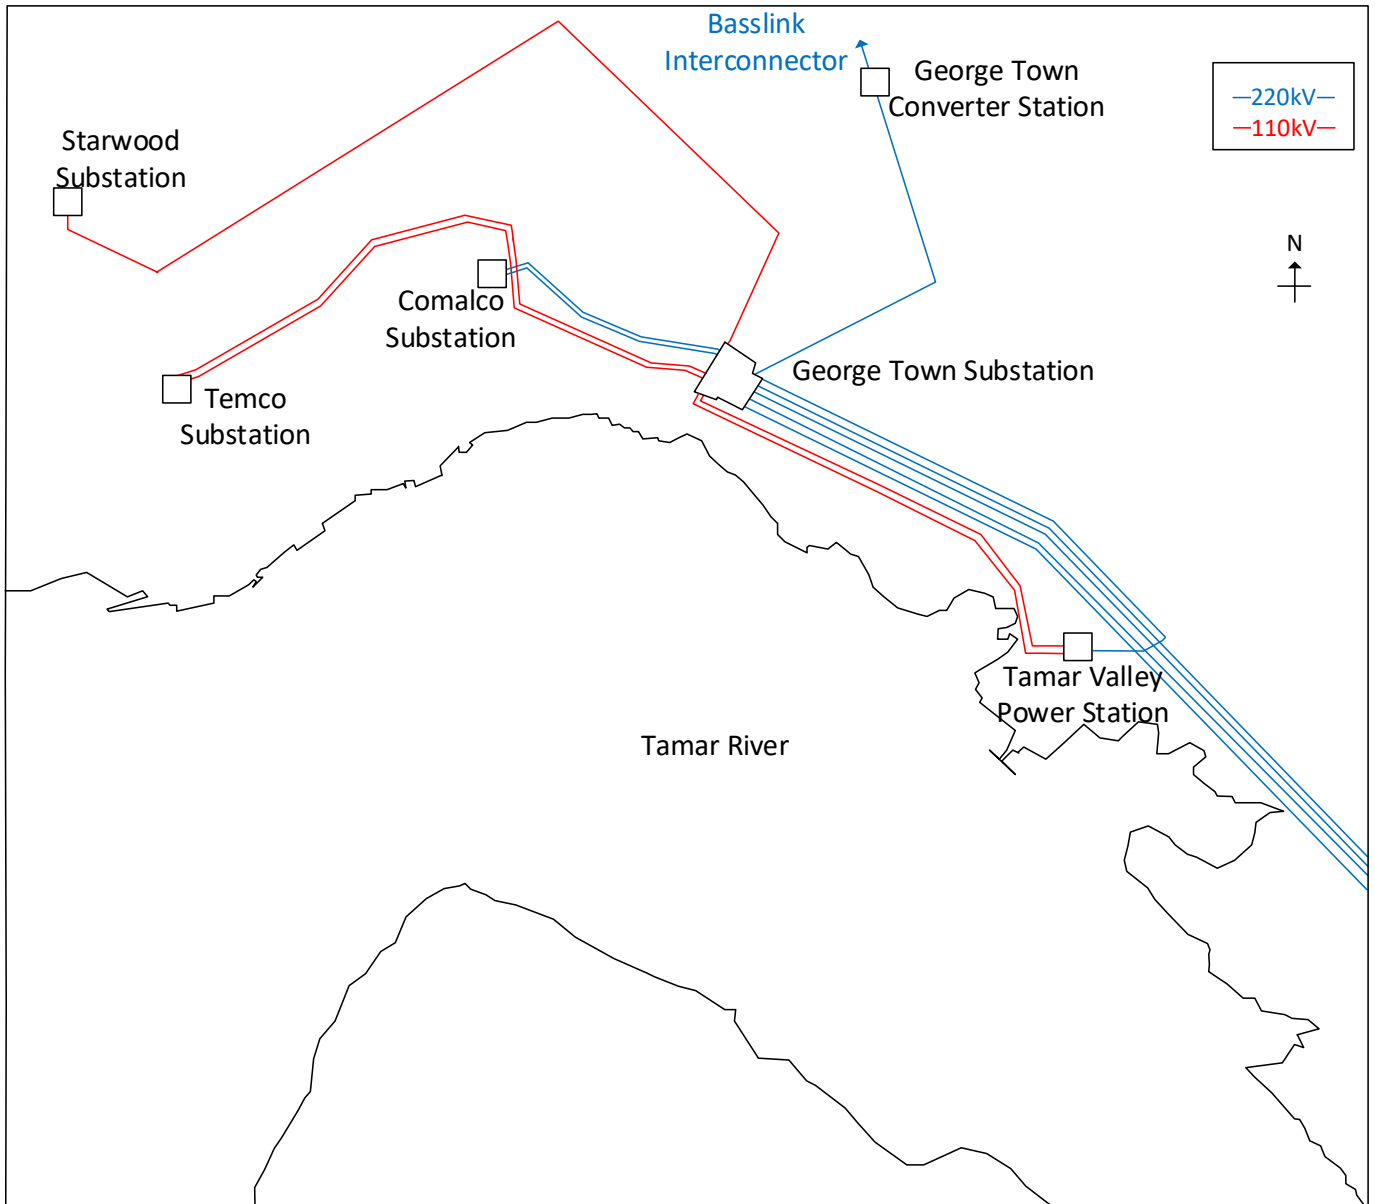 Basslink
Interconnector
George Town
Converter Station
220kV
110kV
Starwood
Substation
N
Comalco
Substation
George Town Substation
Temco
Substation
Tamar Valley
Power Station
Tamar River